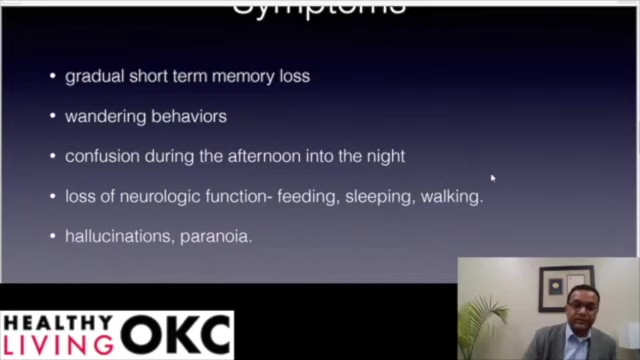 Symptoms
• gradual short term memory loss
• wandering behaviors
• confusion during the afternoon into the night
• loss of neurologic function- feeding, sleeping, walking.
• hallucinations, paranoia.
HEALTHY
LIVING OKC